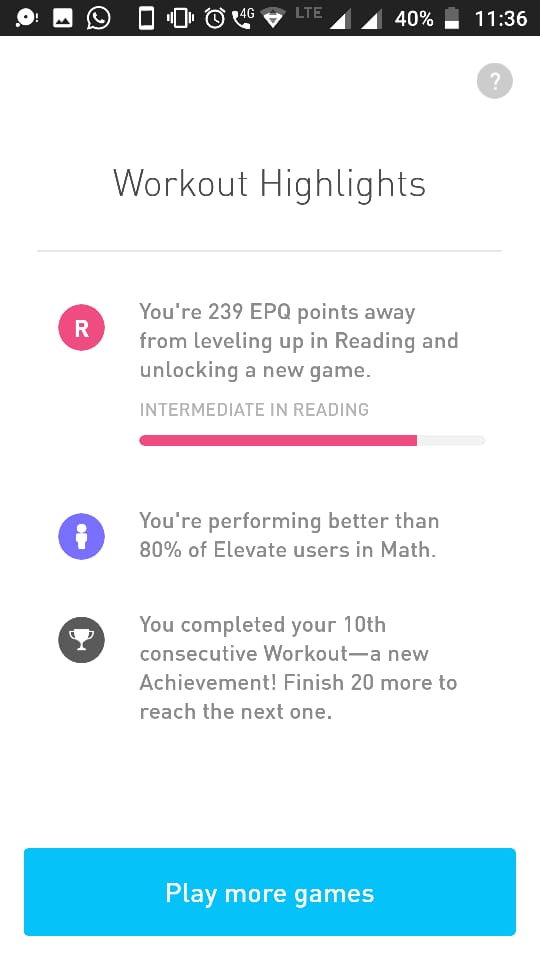 4G LTE 40% 11:36
?
Workout Highlights
R
You're 239 EPQ points away
from leveling up in Reading and
unlocking a new game.
INTERMEDIATE IN READING
You're performing better than
80% of Elevate users in Math.
You completed your 10th
consecutive Workout—a new
Achievement! Finish 20 more to
reach the next one.
Play more games